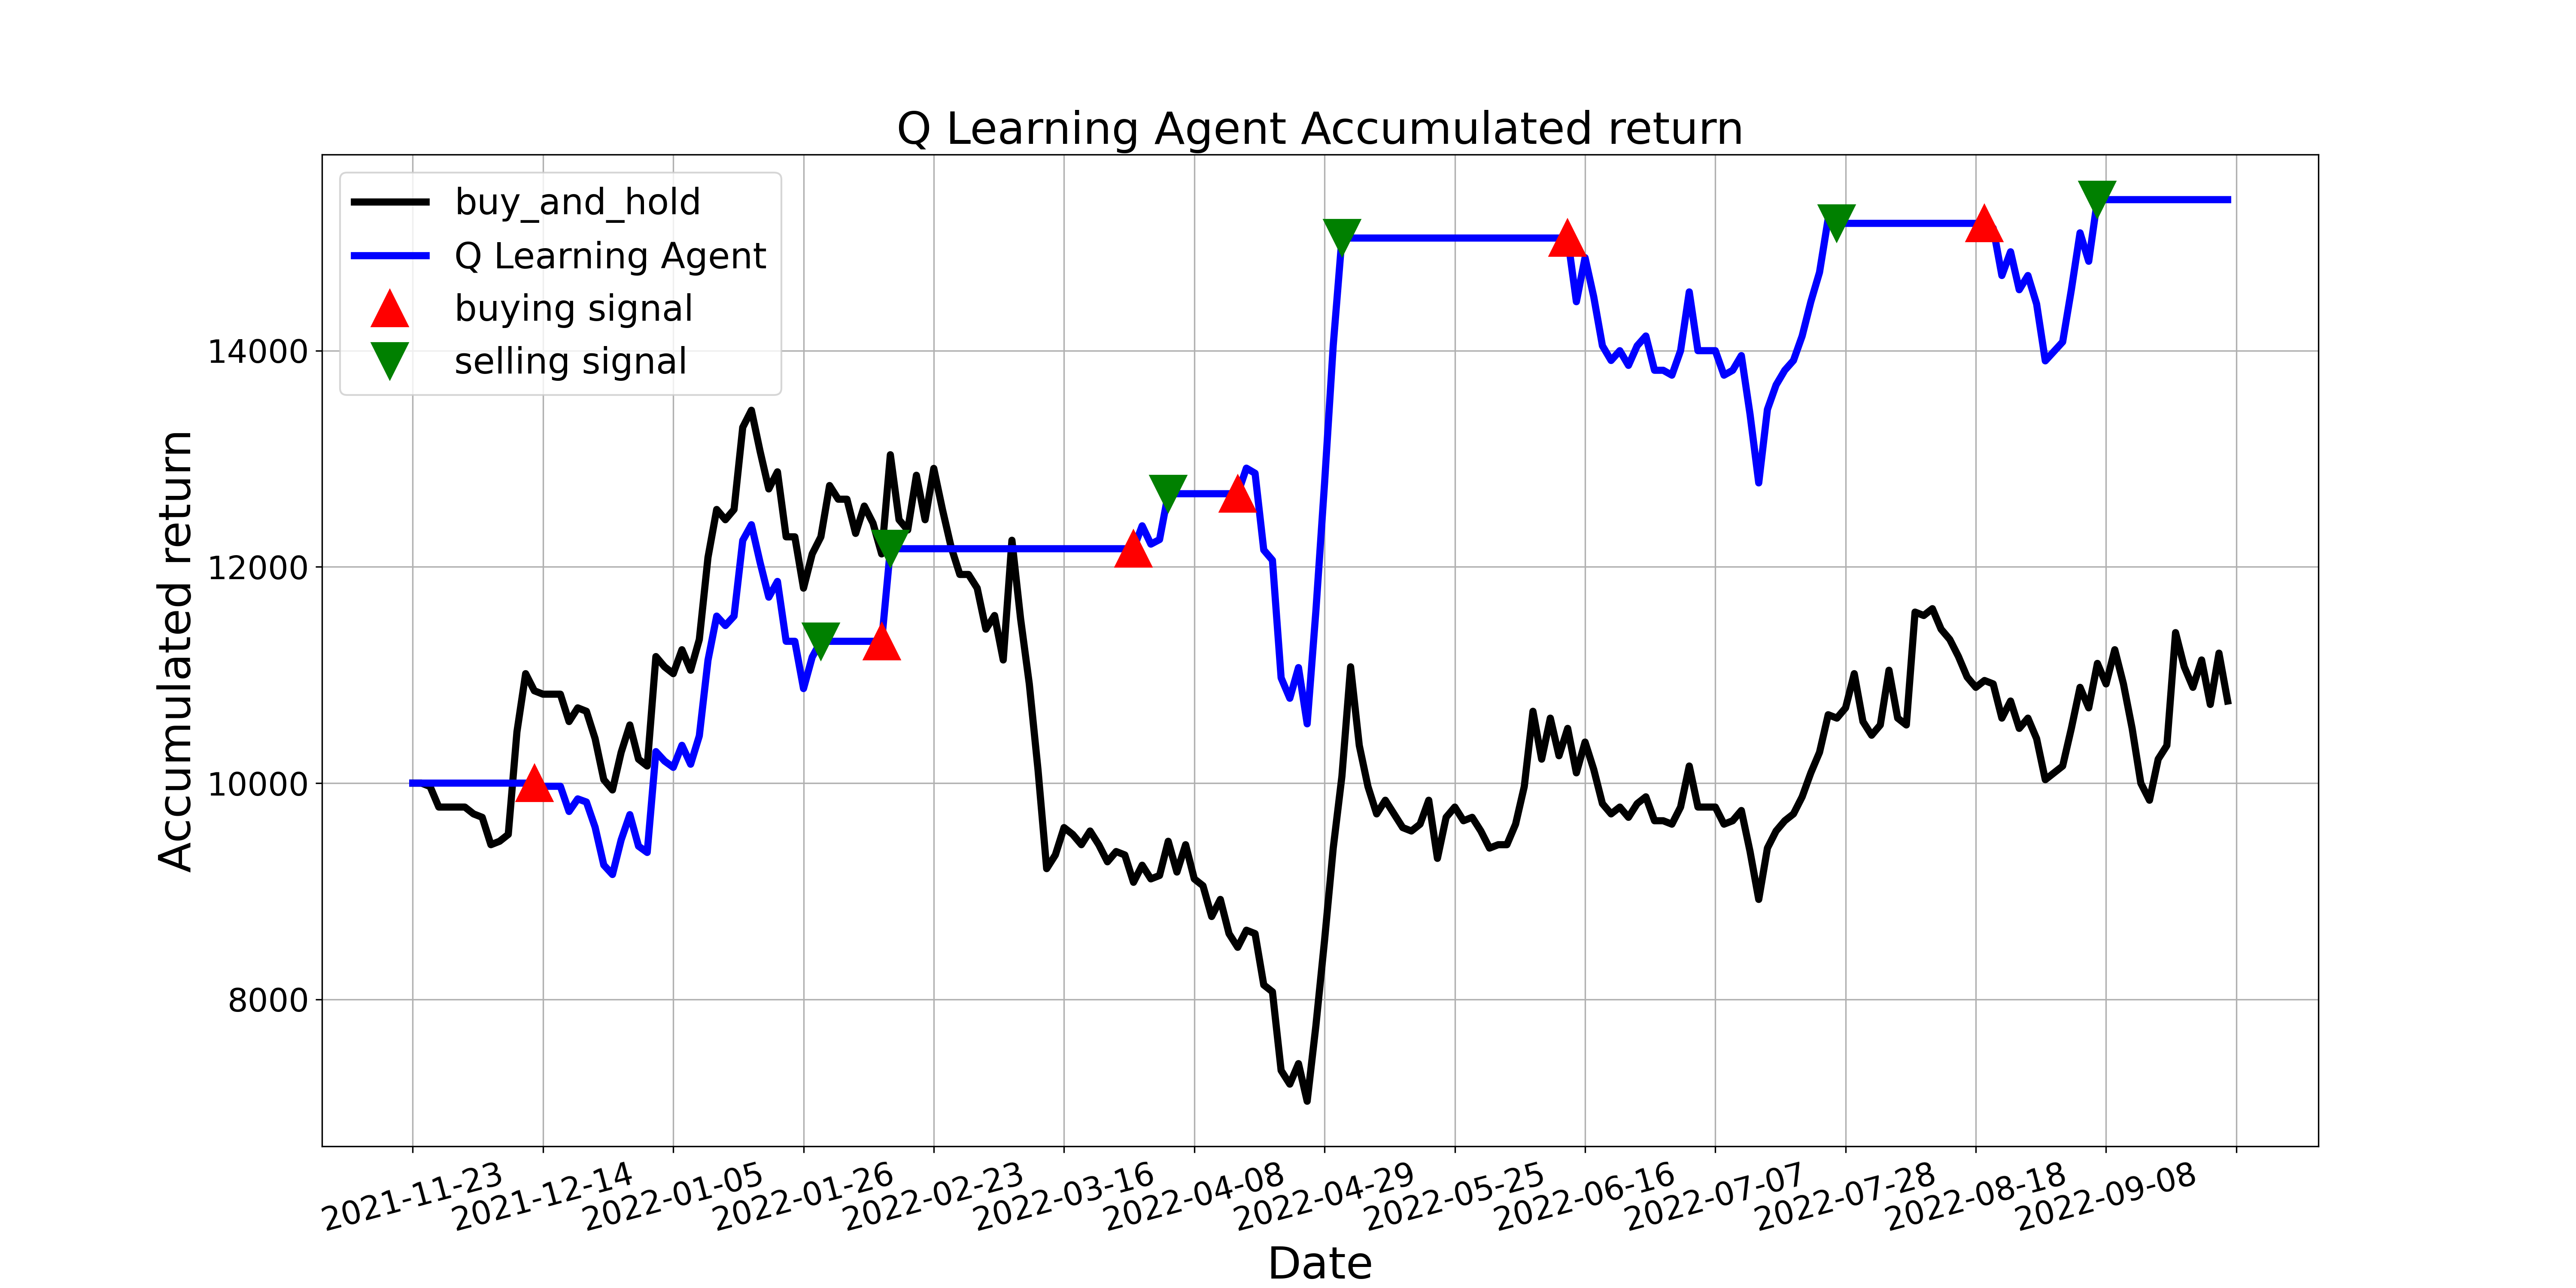 Q Learning Agent Accumulated return
buy_and_hold
Q Learning Agent
buying signal
selling signal
Accumulated return
14000
12000
10000
8000
2021-11-23
2021-12-14
2022-01-05
2022-01-26
2022-02-23
2022-03-16
2022-04-08
2022-04-29
2022-05-25
2022-06-16
2022-07-07
2022-07-28
2022-08-18
2022-09-08
Date